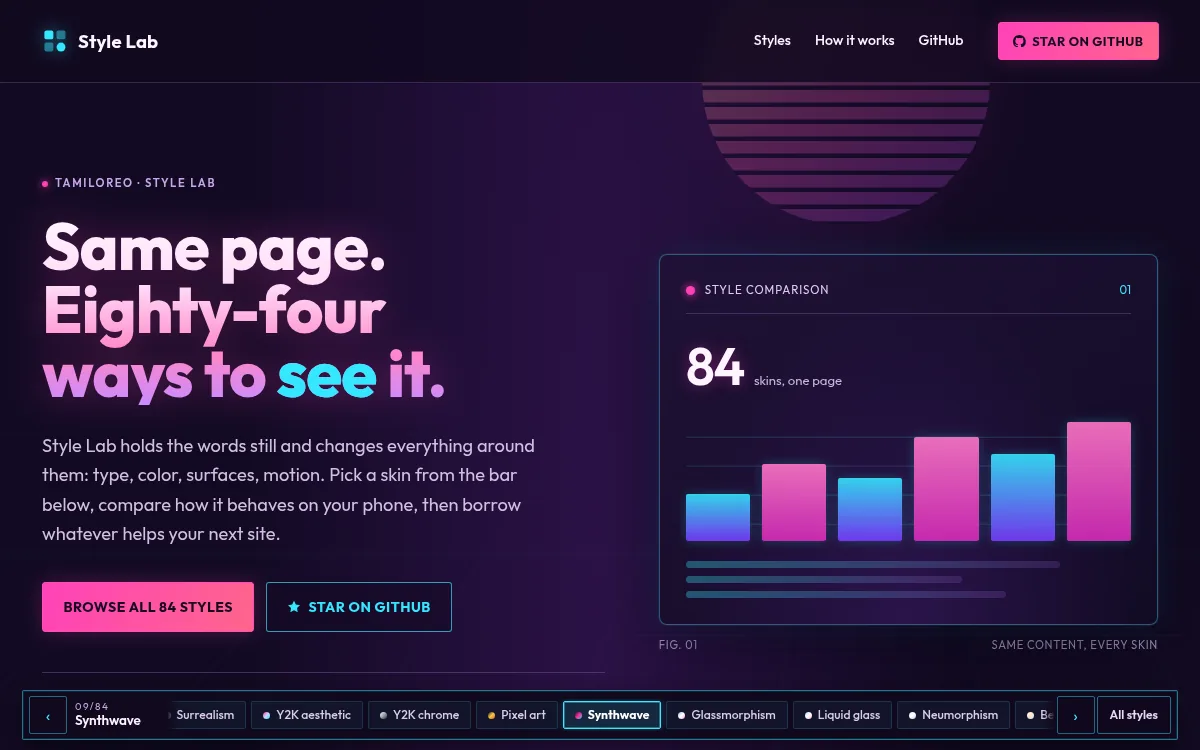 Style Lab
Styles
How it works
GitHub
STAR ON GITHUB
TAMILOREO · STYLE LAB
Same page.
Eighty-four
ways to see it.
Style Lab holds the words still and changes everything around
them: type, color, surfaces, motion. Pick a skin from the bar
below, compare how it behaves on your phone, then borrow
whatever helps your next site.
BROWSE ALL 84 STYLES
STAR ON GITHUB
STYLE COMPARISON
01
84 skins, one page
FIG. 01
SAME CONTENT, EVERY SKIN
‹
09/84
Synthwave
Surrealism
Y2K aesthetic
Y2K chrome
Pixel art
Synthwave
Glassmorphism
Liquid glass
Neumorphism
›
All styles